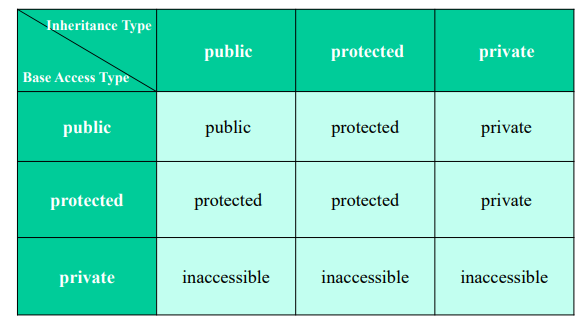 Inheritance Type
Base Access Type
public protected private
public public protected private
protected protected protected private
private inaccessible inaccessible inaccessible